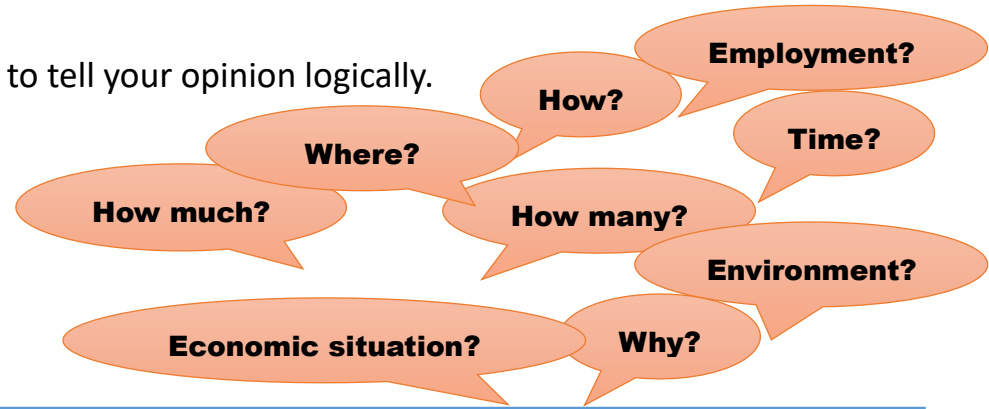 to tell your opinion logically.
Employment?
How?
Time?
Where?
How much?
How many?
Environment?
Economic situation?
Why?